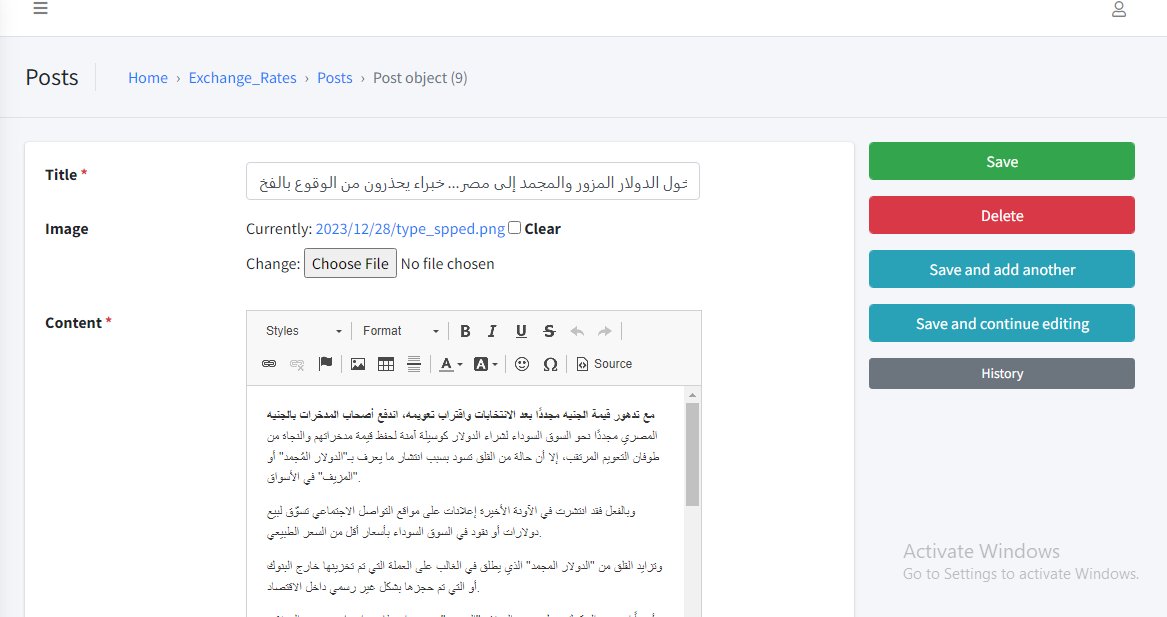 Posts
Home › Exchange_Rates › Posts › Post object (9)
Title *
خول الدولار المزور والمجمد إلى مصر... خبراء يحذرون من الوقوع بالفخ
Image
Currently: 2023/12/28/type_spped.png Clear
Change: Choose File No file chosen
Content *
Styles Format B I U S
A A Ω Source
مع تدهور قيمة الجنيه مجددًا بعد الانتخابات واقتراب تعويمه، اندفع أصحاب المدخرات بالجنيه
المصري مجددًا نحو السوق السوداء لشراء الدولار كوسيلة آمنة لحفظ قيمة مدخراتهم والنجاة من
طوفان التعويم المرتقب، إلا أن حالة من القلق تسود بسبب انتشار ما يعرف بـ"الدولار المُجمد" أو
"المزيف" في الأسواق.
وبالفعل فقد انتشرت في الآونة الأخيرة إعلانات على مواقع التواصل الاجتماعي تسوّق لبيع
دولارات أو نقود في السوق السوداء بأسعار أقل من السعر الطبيعي.
وتزايد القلق من "الدولار المجمد" الذي يطلق في الغالب على العملة التي تم تخزينها خارج البنوك
أو التي تم حجزها بشكل غير رسمي داخل الاقتصاد.
Save
Delete
Save and add another
Save and continue editing
History
Activate Windows
Go to Settings to activate Windows.